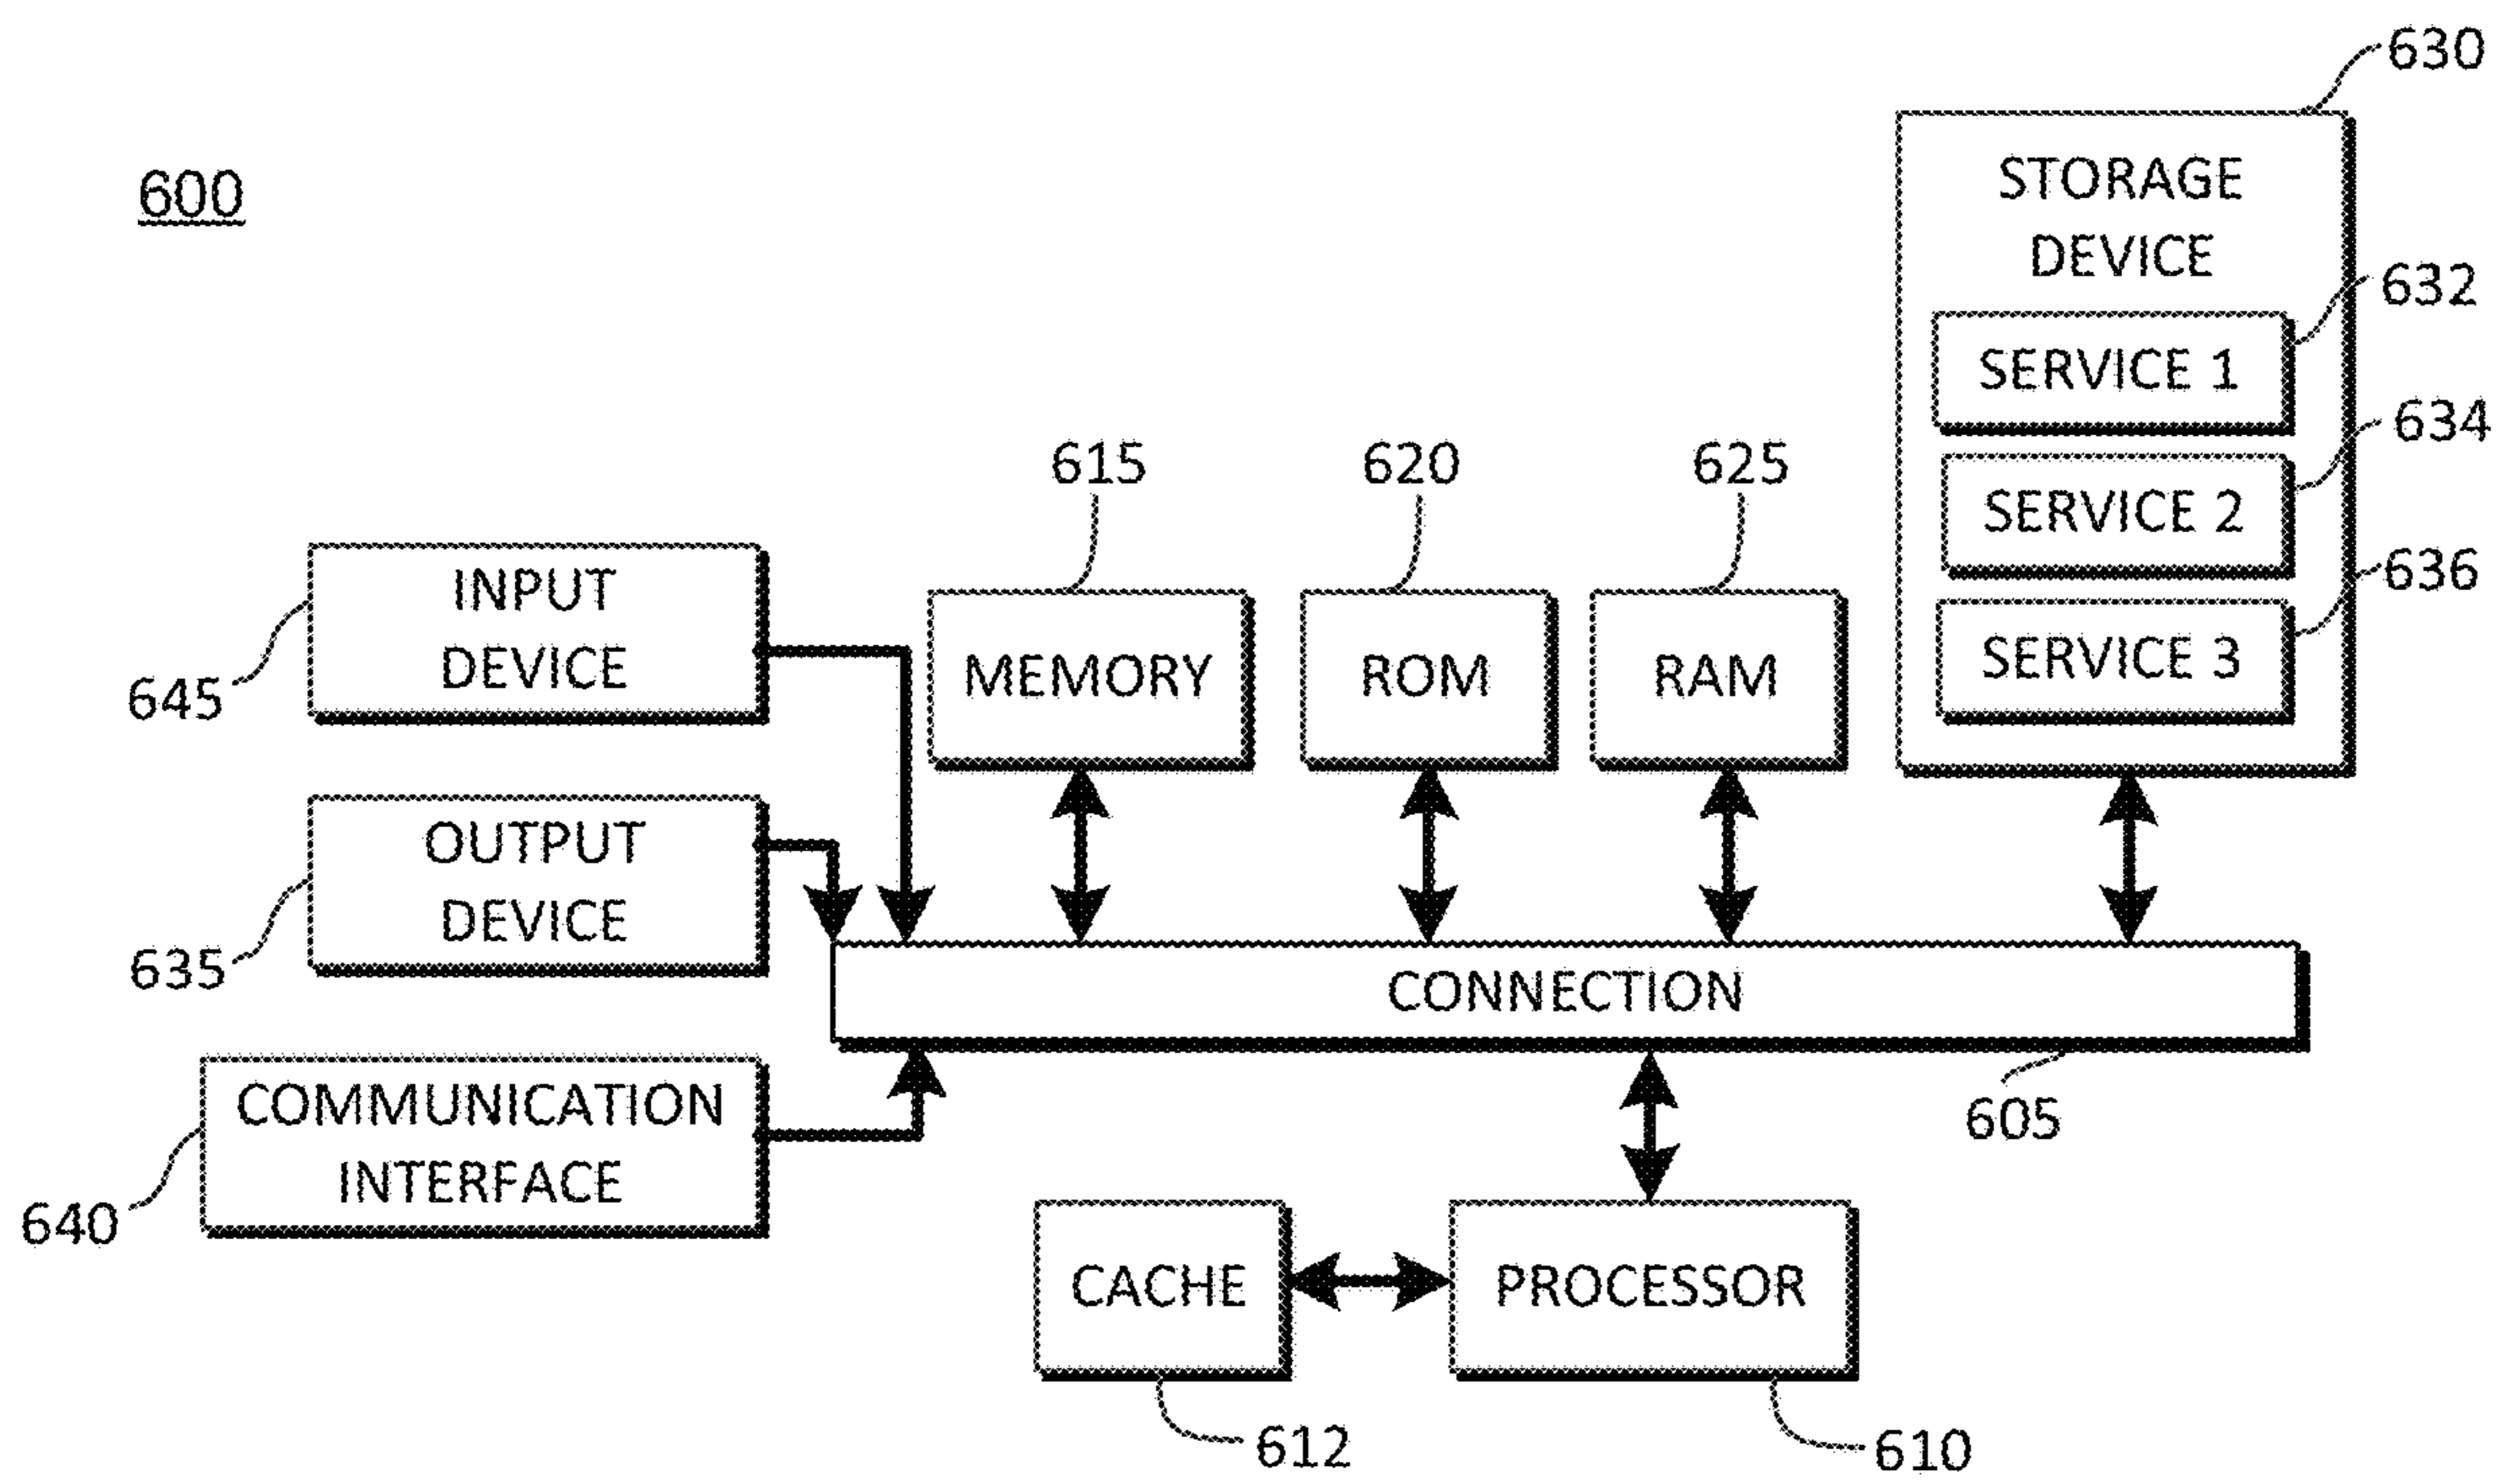 630
600
STORAGE
DEVICE
632
SERVICE 1
634
SERVICE 2
636
SERVICE 3
615
620
625
INPUT
DEVICE
645
MEMORY
ROM
RAM
OUTPUT
DEVICE
635
CONNECTION
605
COMMUNICATION
INTERFACE
640
CACHE
PROCESSOR
612
610